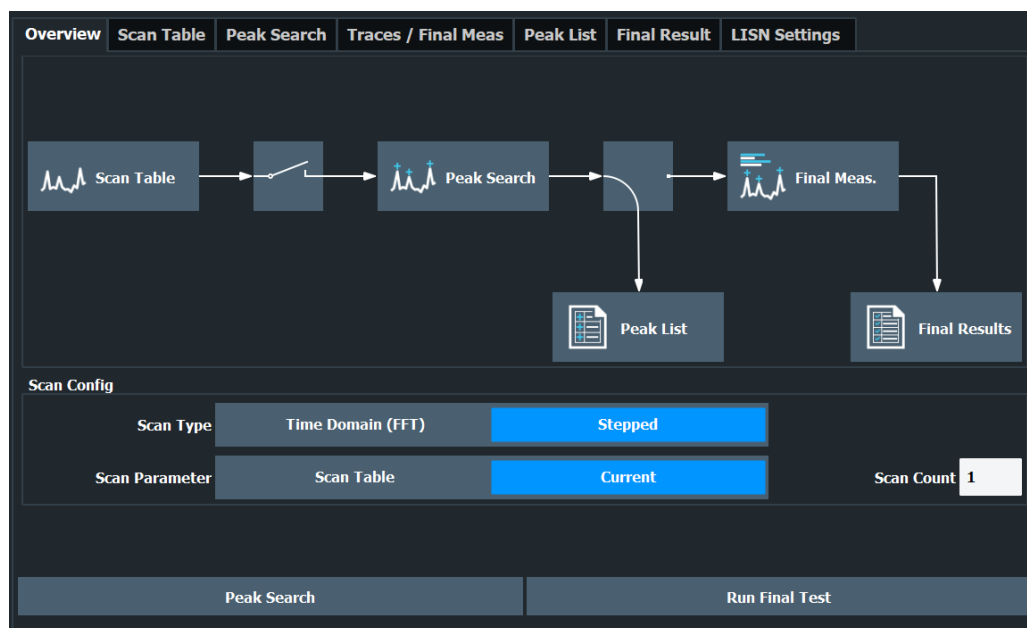 Overview Scan Table Peak Search Traces / Final Meas Peak List Final Result LISN Settings
Scan Table Peak Search Final Meas.
Peak List Final Results
Scan Config
Scan Type Time Domain (FFT) Stepped
Scan Parameter Scan Table Current Scan Count 1
Peak Search Run Final Test